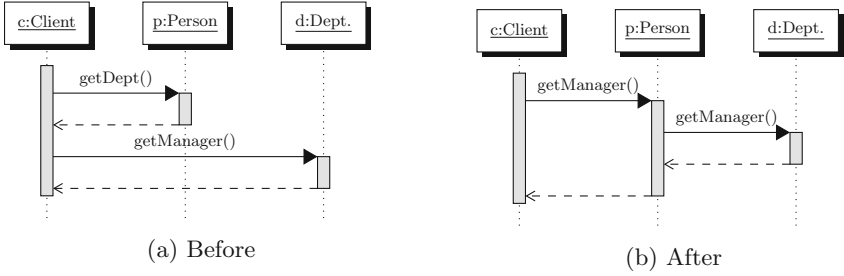 c:Client p:Person d:Dept.
getDept()
getManager()
(a) Before
c:Client p:Person d:Dept.
getManager()
getManager()
(b) After